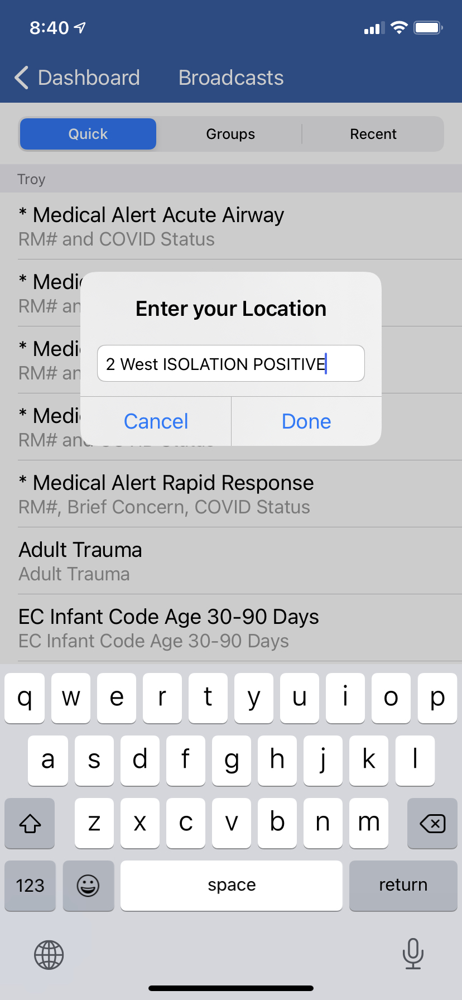 8:40
Dashboard Broadcasts
Quick Groups Recent
Troy
* Medical Alert Acute Airway
RM# and COVID Status
* Medic
RM# an
Enter your Location
* Medi
RM# an
2 West ISOLATION POSITIVE
* Medi
Cancel Done
RM# and Status
* Medical Alert Rapid Response
RM#, Brief Concern, COVID Status
Adult Trauma
Adult Trauma
EC Infant Code Age 30-90 Days
EC Infant Code Age 30-90 Days
q w e r t y u i o p
a s d f g h j k l
z x c v b n m
123 space return